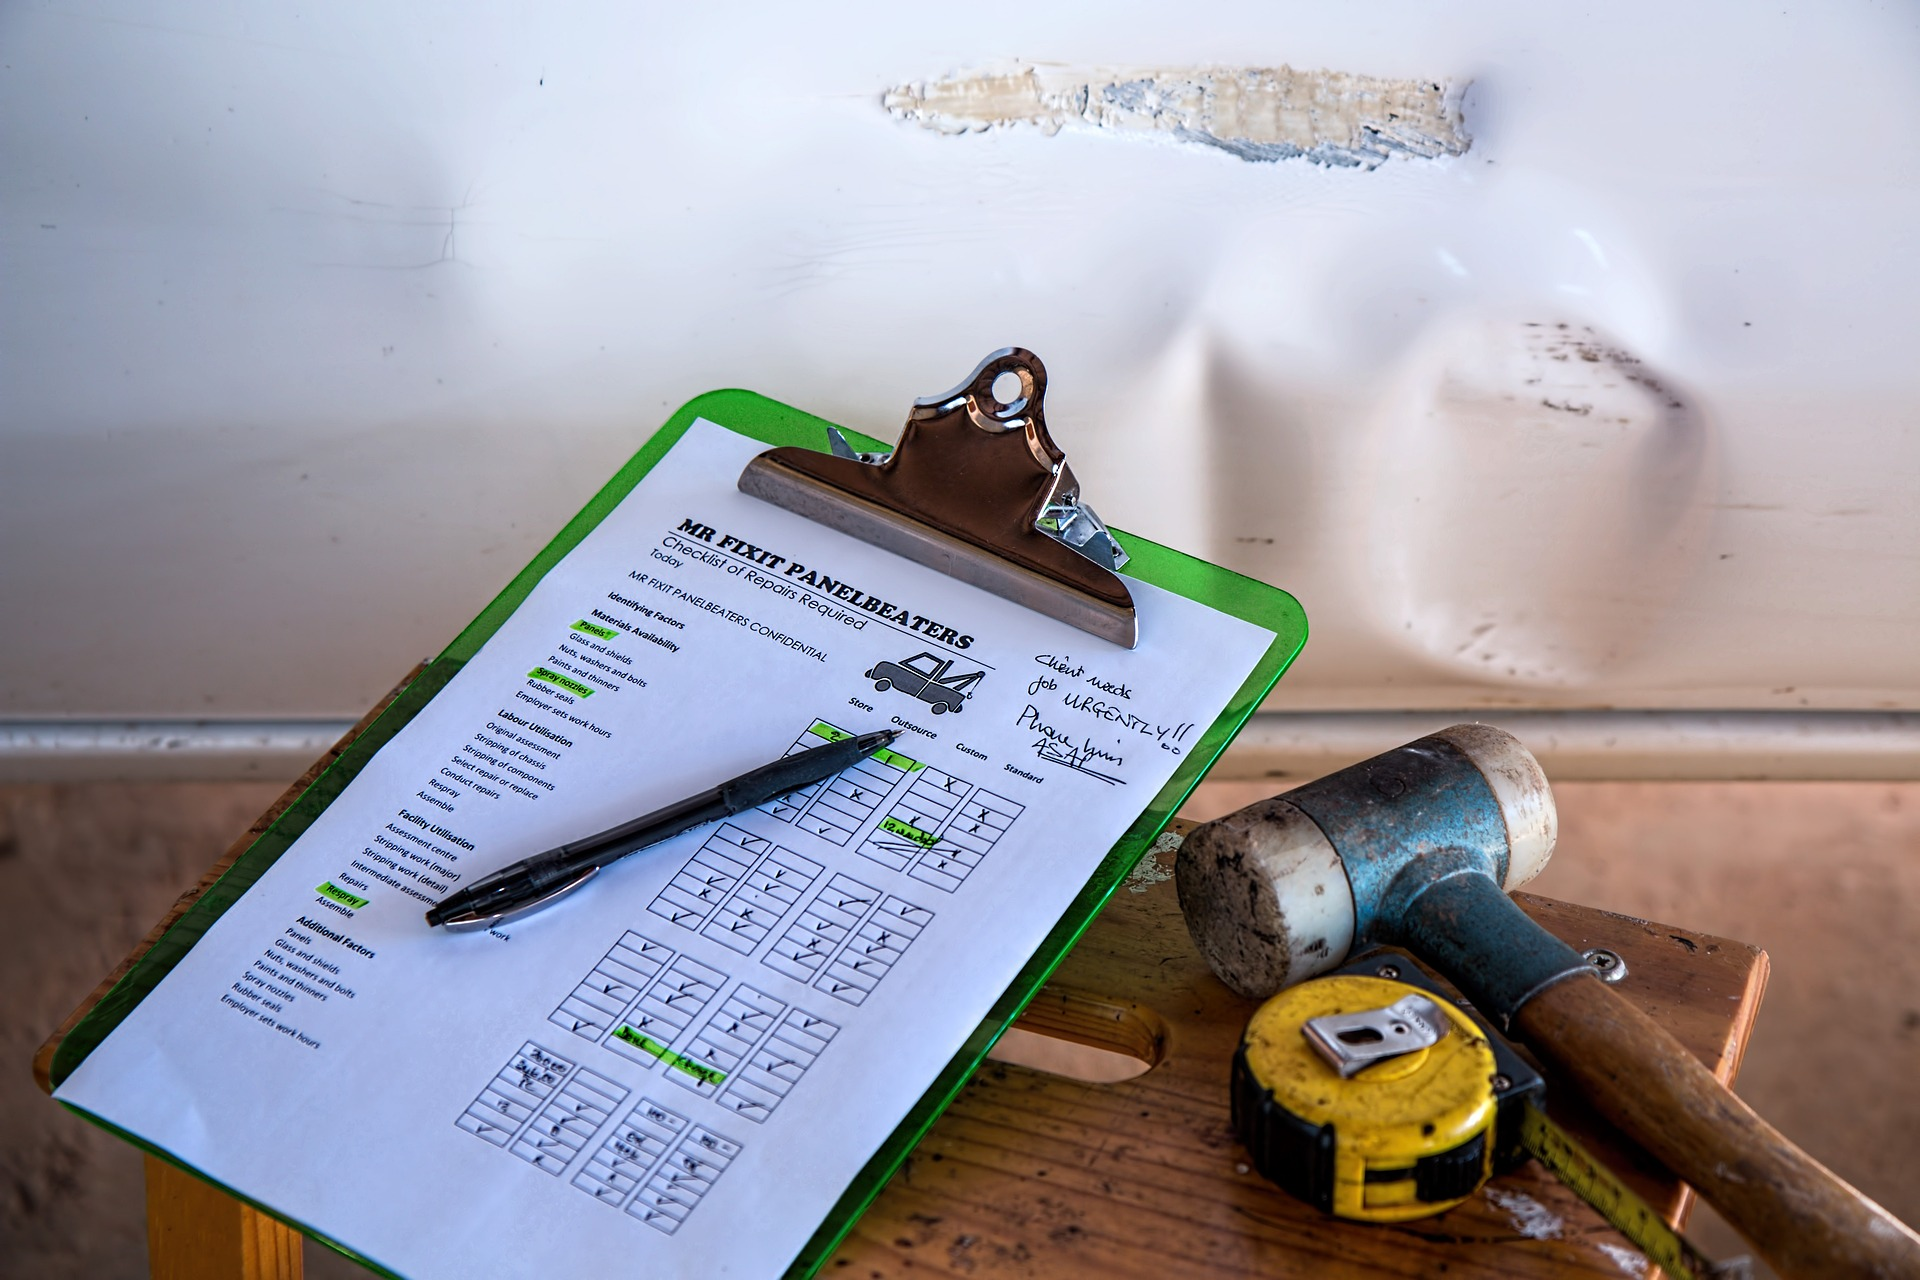 MR FIXIT PANELBEATERS
Checklist of Repairs Required
Today
MR FIXIT PANELBEATERS CONFIDENTIAL
Client needs
job URGENTLY!!
Phone
ASAP
Store Outsource Custom Standard
Identifying Factors
Materials Availability
Panels*
Glass and shields
Nuts, washers and bolts
Paints and thinners
Spray nozzles
Rubber seals
Employer sets work hours
Labour Utilisation
Original assessment
Stripping of chassis
Stripping of components
Select repair or replace
Conduct repairs
Respray
Assemble
Facility Utilisation
Assessment centre
Stripping work (major)
Stripping work (detail)
Intermediate
Repairs
Respray
Assemble
work
Additional Factors
Panels
Glass and shields
Nuts, washers and bolts
Paints and thinners
Spray nozzles
Rubber seals
Employer sets work hours